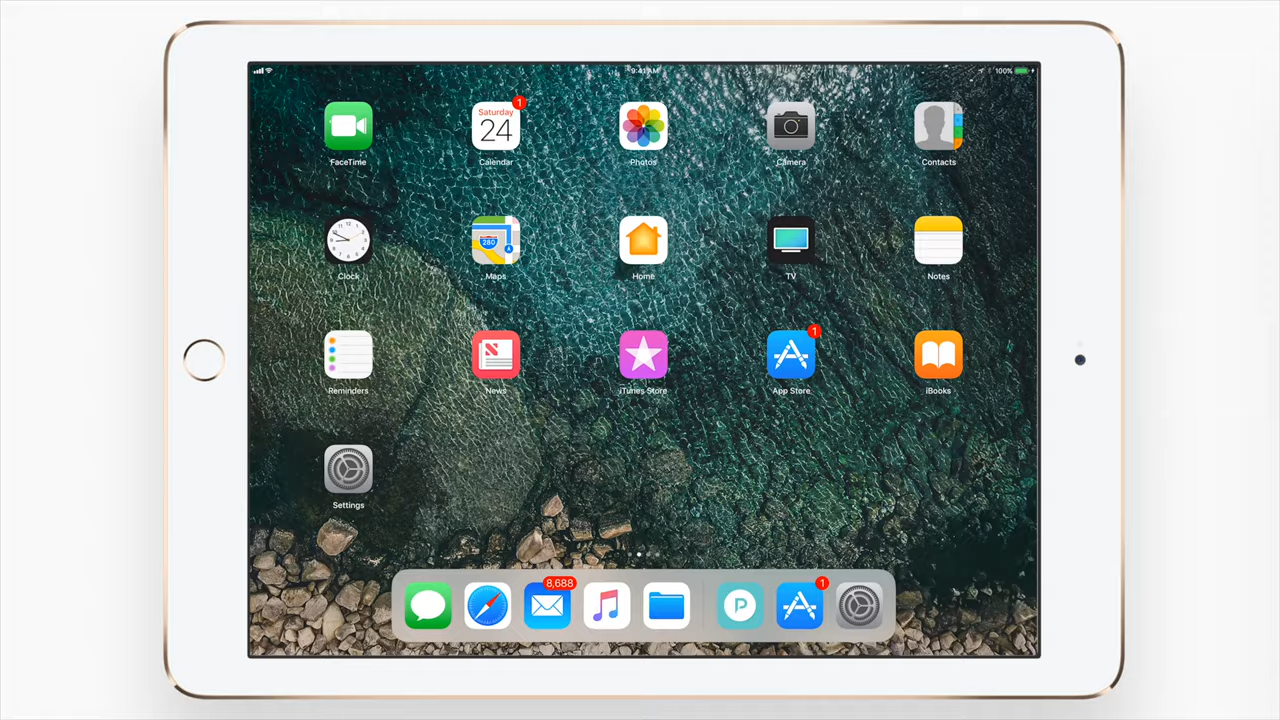 9:41 AM
100%
1
Saturday
24
FaceTime
Calendar
Photos
Camera
Contacts
280
Clock
Maps
Home
TV
Notes
1
Reminders
News
iTunes Store
App Store
iBooks
Settings
8,688
P
1